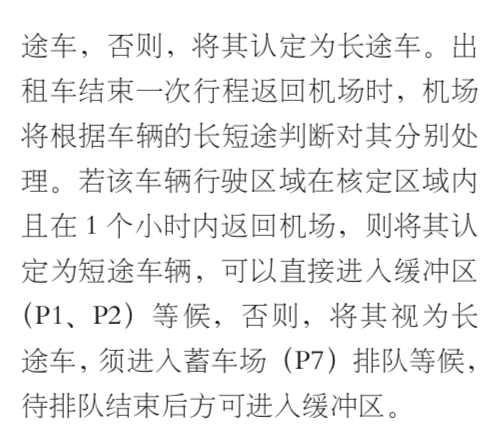 途车，否则，将其认定为长途车。出
租车结束一次行程返回机场时，机场
将根据车辆的长短途判断对其分别处
理。若该车辆行驶区域在核定区域内
且在 1 个小时内返回机场，则将其认
定为短途车辆，可以直接进入缓冲区
（P1、P2）等候，否则，将其视为长
途车，须进入蓄车场（P7）排队等候，
待排队结束后方可进入缓冲区。